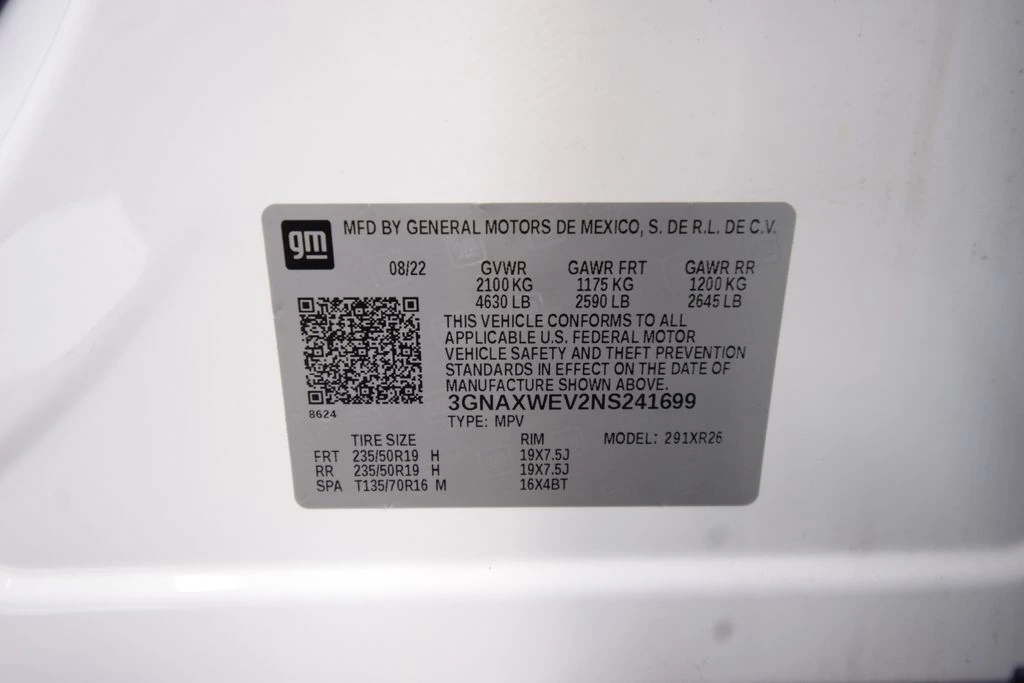 gm MFD BY GENERAL MOTORS DE MEXICO, S. DE R.L. DE C.V.
08/22 GVWR GAWR FRT GAWR RR
2100 KG 1175 KG 1200 KG
4630 LB 2590 LB 2645 LB
THIS VEHICLE CONFORMS TO ALL
APPLICABLE U.S. FEDERAL MOTOR
VEHICLE SAFETY AND THEFT PREVENTION
STANDARDS IN EFFECT ON THE DATE OF
MANUFACTURE SHOWN ABOVE.
3GNAXWEV2NS241699
8624
TYPE: MPV
TIRE SIZE RIM MODEL: 291XR26
FRT 235/50R19 H 19X7.5J
RR 235/50R19 H 19X7.5J
SPA T135/70R16 M 16X4BT